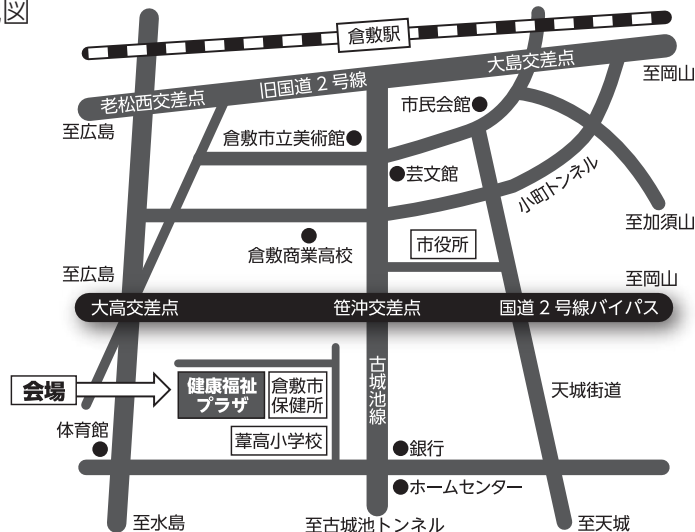 図
倉敷駅
大島交差点
旧国道2号線
老松西交差点
至岡山
至広島
市民会館
倉敷市立美術館
芸文館
小町トンネル
至加須山
市役所
倉敷商業高校
至広島
至岡山
大高交差点
笹沖交差点
国道2号線バイパス
古城池線
会場
健康福祉
プラザ
倉敷市
保健所
天城街道
体育館
葦高小学校
銀行
ホームセンター
至水島
至古城池トンネル
至天城